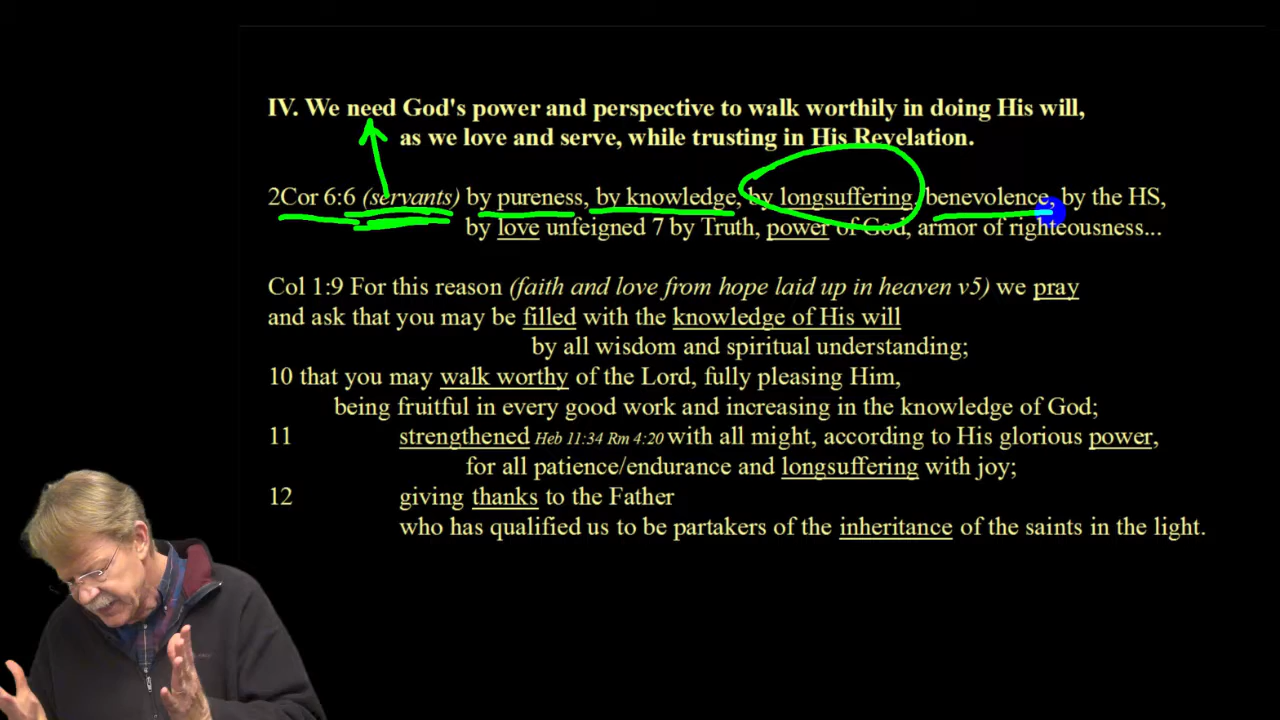 IV. We need God's power and perspective to walk worthily in doing His will,
as we love and serve, while trusting in His Revelation.
2Cor 6:6 (servants) by pureness, by knowledge, by longsuffering, benevolence, by the HS,
by love unfeigned 7 by Truth, power of God, armor of righteousness...
Col 1:9 For this reason (faith and love from hope laid up in heaven v5) we pray
and ask that you may be filled with the knowledge of His will
by all wisdom and spiritual understanding;
10 that you may walk worthy of the Lord, fully pleasing Him,
being fruitful in every good work and increasing in the knowledge of God;
11 strengthened Heb 11:34 Rm 4:20 with all might, according to His glorious power,
for all patience/endurance and longsuffering with joy;
12 giving thanks to the Father
who has qualified us to be partakers of the inheritance of the saints in the light.